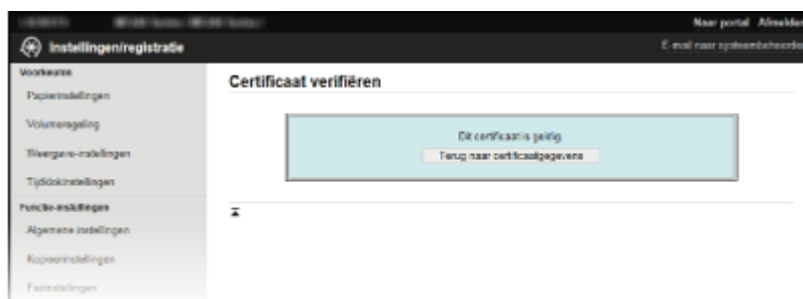 Naar portal Afmelden
Instellingen/registratie
E-mail naar systeembeheerder
Voorkeuren
Papierinstellingen
Volumeregeling
Weergave-instellingen
Tijdklokinstellingen
Functie-instellingen
Algemene instellingen
Kopieerinstellingen
Faxinstellingen
Certificaat verifiëren
Dit certificaat is geldig.
Terug naar certificaatgegevens